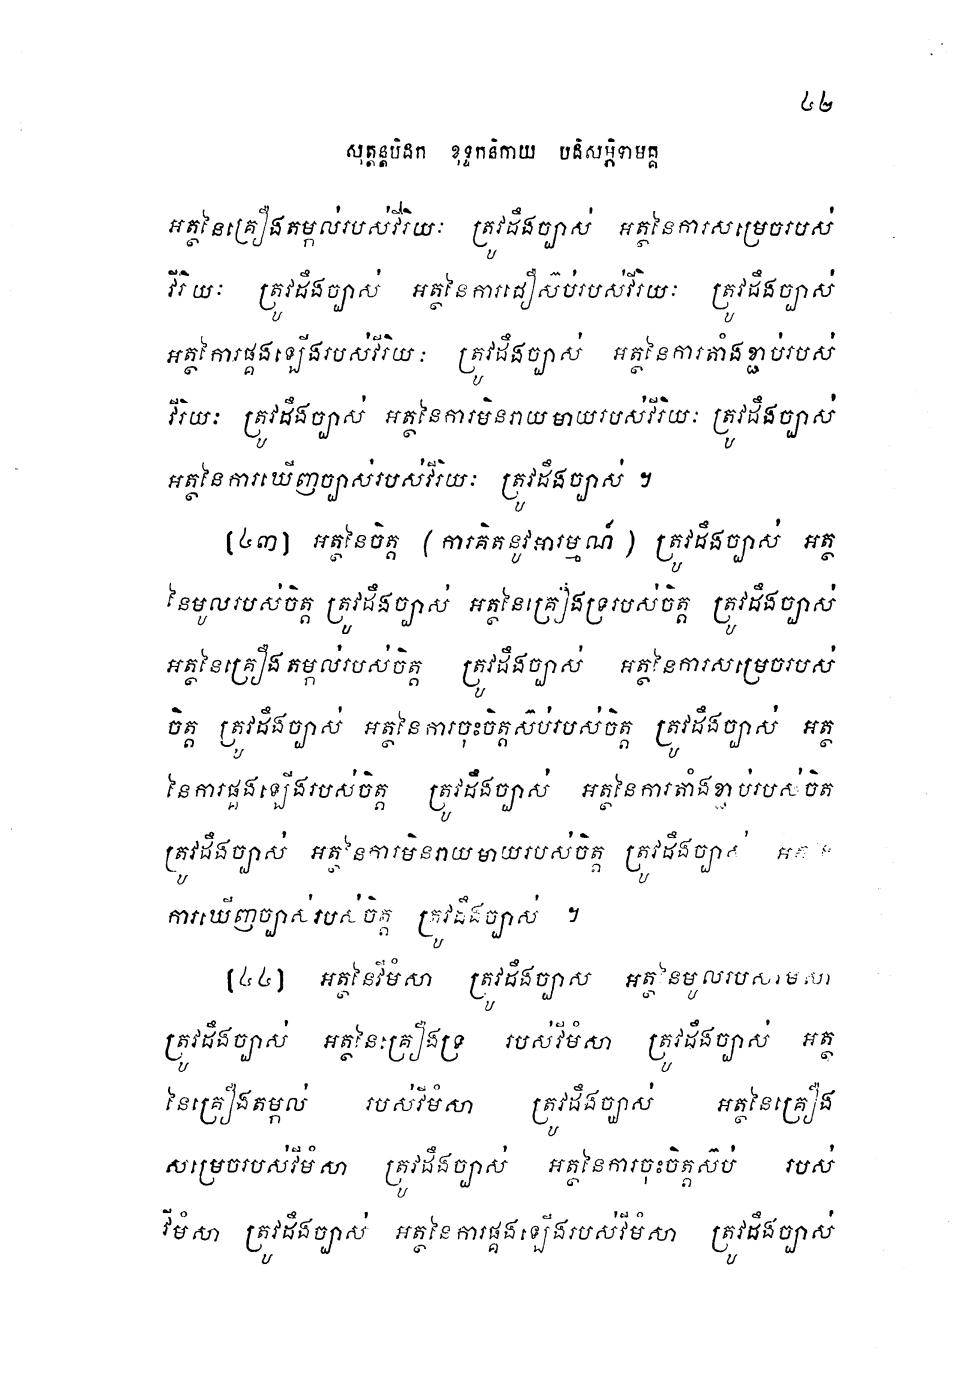 ៤២
សុត្តន្តបិដក ខុទ្ទកនិកាយ បដិសម្ភិទាមគ្គ
អត្ថនៃគ្រឿងតម្កល់របស់វីរិយៈ ត្រូវដឹងច្បាស់ អត្ថនៃការសម្រេចរបស់
វីរិយៈ ត្រូវដឹងច្បាស់ អត្ថនៃការជឿស៊ប់របស់វីរិយៈ ត្រូវដឹងច្បាស់
អត្ថនៃការផ្គងឡើងរបស់វីរិយៈ ត្រូវដឹងច្បាស់ អត្ថនៃការតាំងខ្ជាប់របស់
វីរិយៈ ត្រូវដឹងច្បាស់ អត្ថនៃការមិនរាយមាយរបស់វីរិយៈ ត្រូវដឹងច្បាស់
អត្ថនៃការឃើញច្បាស់របស់វីរិយៈ ត្រូវដឹងច្បាស់ ។
[៤៣] អត្ថនៃចិត្ត (ការគិតនូវអារម្មណ៍) ត្រូវដឹងច្បាស់ អត្ថ
នៃមូលរបស់ចិត្ត ត្រូវដឹងច្បាស់ អត្ថនៃគ្រឿងទ្ររបស់ចិត្ត ត្រូវដឹងច្បាស់
អត្ថនៃគ្រឿងតម្កល់របស់ចិត្ត ត្រូវដឹងច្បាស់ អត្ថនៃការសម្រេចរបស់
ចិត្ត ត្រូវដឹងច្បាស់ អត្ថនៃការចុះចិត្តស៊ប់របស់ចិត្ត ត្រូវដឹងច្បាស់ អត្ថ
នៃការផ្គងឡើងរបស់ចិត្ត ត្រូវដឹងច្បាស់ អត្ថនៃការតាំងខ្ជាប់របស់ចិត្ត
ត្រូវដឹងច្បាស់ អត្ថនៃការមិនរាយមាយរបស់ចិត្ត ត្រូវដឹងច្បាស់ អត្ថនៃ
ការឃើញច្បាស់របស់ចិត្ត ត្រូវដឹងច្បាស់ ។
[៤៤] អត្ថនៃវីមំសា ត្រូវដឹងច្បាស់ អត្ថនៃមូលរបស់វីមំសា
ត្រូវដឹងច្បាស់ អត្ថនៃគ្រឿងទ្រ របស់វីមំសា ត្រូវដឹងច្បាស់ អត្ថ
នៃគ្រឿងតម្កល់ របស់វីមំសា ត្រូវដឹងច្បាស់ អត្ថនៃគ្រឿង
សម្រេចរបស់វីមំសា ត្រូវដឹងច្បាស់ អត្ថនៃការចុះចិត្តស៊ប់ របស់
វីមំសា ត្រូវដឹងច្បាស់ អត្ថនៃការផ្គងឡើងរបស់វីមំសា ត្រូវដឹងច្បាស់